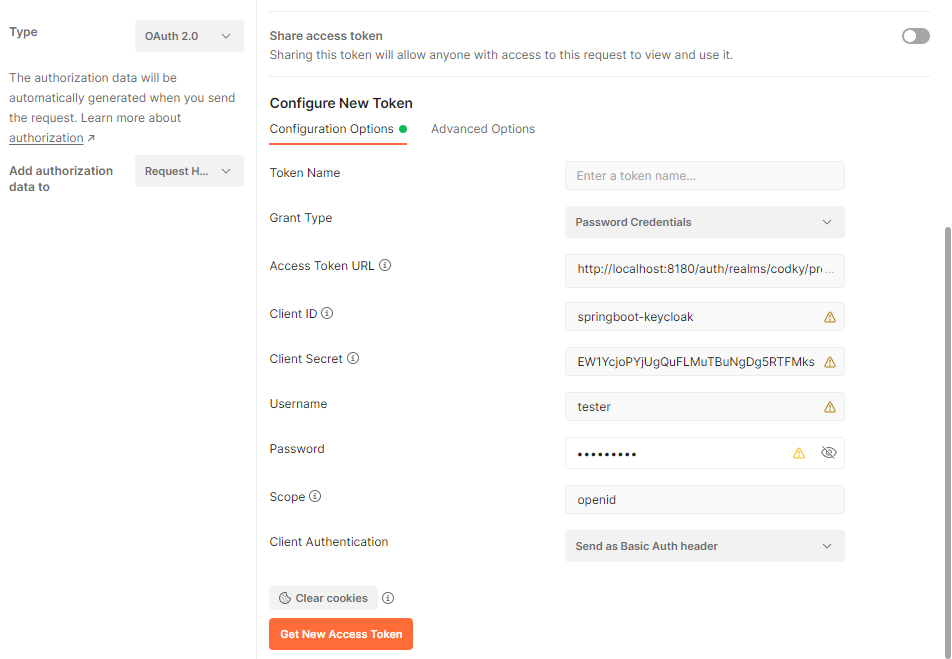 Type
OAuth 2.0
The authorization data will be
automatically generated when you send
the request. Learn more about
authorization ↗
Add authorization
data to
Request H...
Share access token
Sharing this token will allow anyone with access to this request to view and use it.
Configure New Token
Configuration Options
Advanced Options
Token Name
Enter a token name...
Grant Type
Password Credentials
Access Token URL
http://localhost:8180/auth/realms/codky/pr...
Client ID
springboot-keycloak
Client Secret
EW1YcjoPYjUgQuFLMuTBuNgDg5RTFMks
Username
tester
Password
•••••••••
Scope
openid
Client Authentication
Send as Basic Auth header
Clear cookies
Get New Access Token